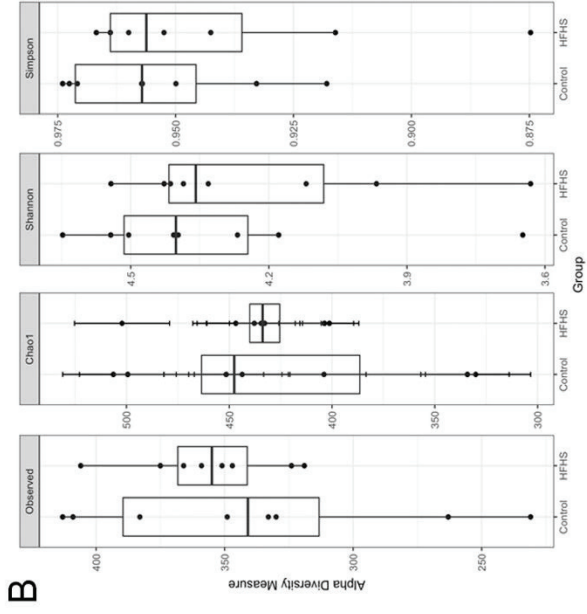 B
Observed
Chao1
Shannon
Simpson
Alpha Diversity Measure
400
350
300
250
500
450
400
350
300
4.5
4.2
3.9
3.6
0.975
0.950
0.925
0.900
0.875
Control
HFHS
Control
HFHS
Control
HFHS
Control
HFHS
Group